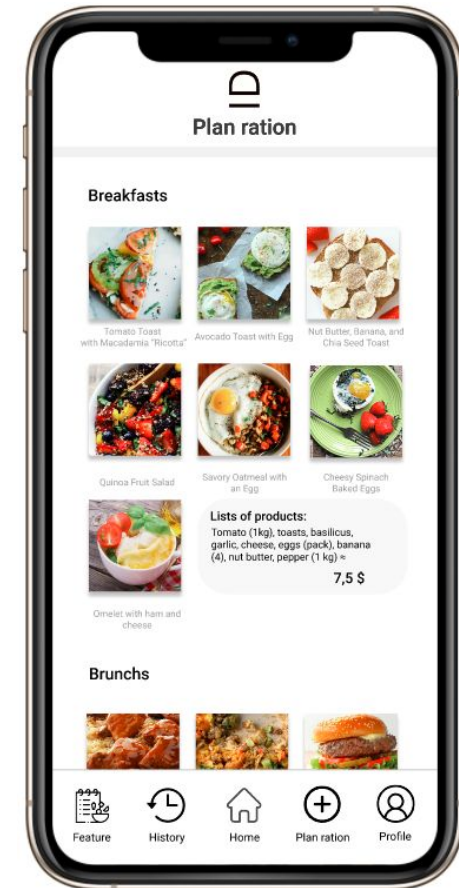 Plan ration
Breakfasts
Tomato Toast
with Macadamia "Ricotta"
Avocado Toast with Egg
Nut Butter, Banana, and
Chia Seed Toast
Quinoa Fruit Salad
Savory Oatmeal with
an Egg
Cheesy Spinach
Baked Eggs
Omelet with ham and
cheese
Lists of products:
Tomato (1kg), toasts, basilicus,
garlic, cheese, eggs (pack), banana
(4), nut butter, pepper (1 kg) ≈
7,5 $
Brunchs
Feature
History
Home
Plan ration
Profile